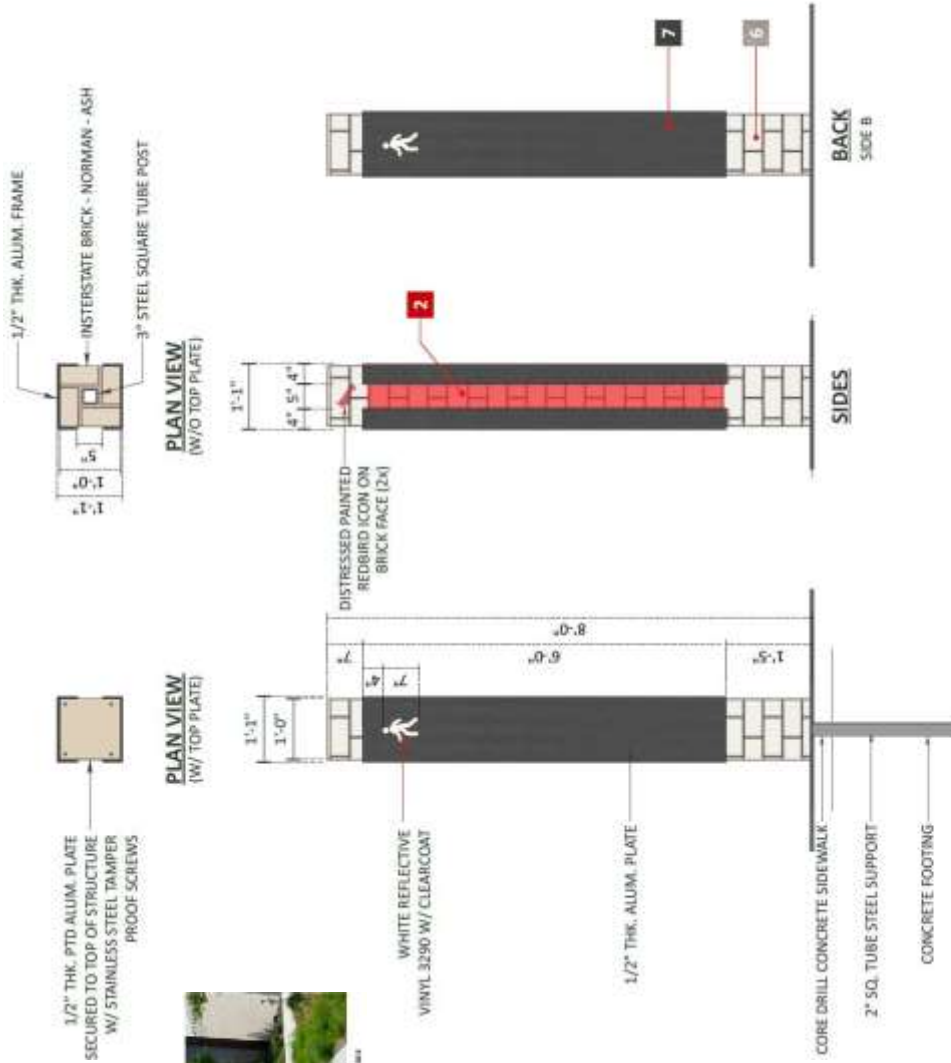 1/2" THK. PTD ALUM. PLATE
SECURED TO TOP OF STRUCTURE
W/ STAINLESS STEEL TAMPER
PROOF SCREWS
PLAN VIEW
(W/ TOP PLATE)
1'-1"
1'-0"
5"
1/2" THK. ALUM. FRAME
INSTERSTATE BRICK - NORMAN - ASH
3" STEEL SQUARE TUBE POST
PLAN VIEW
(W/O TOP PLATE)
1'-1"
1'-0"
7"
4"
7"
6'-0"
8'-0"
1'-5"
WHITE REFLECTIVE
VINYL 3290 W/ CLEARCOAT
1/2" THK. ALUM. PLATE
CORE DRILL CONCRETE SIDEWALK
2" SQ. TUBE STEEL SUPPORT
CONCRETE FOOTING
1'-1"
4" 5" 4"
DISTRESSED PAINTED
REDBIRD ICON ON
BRICK FACE (2x)
2
SIDES
7
6
BACK
SIDE B